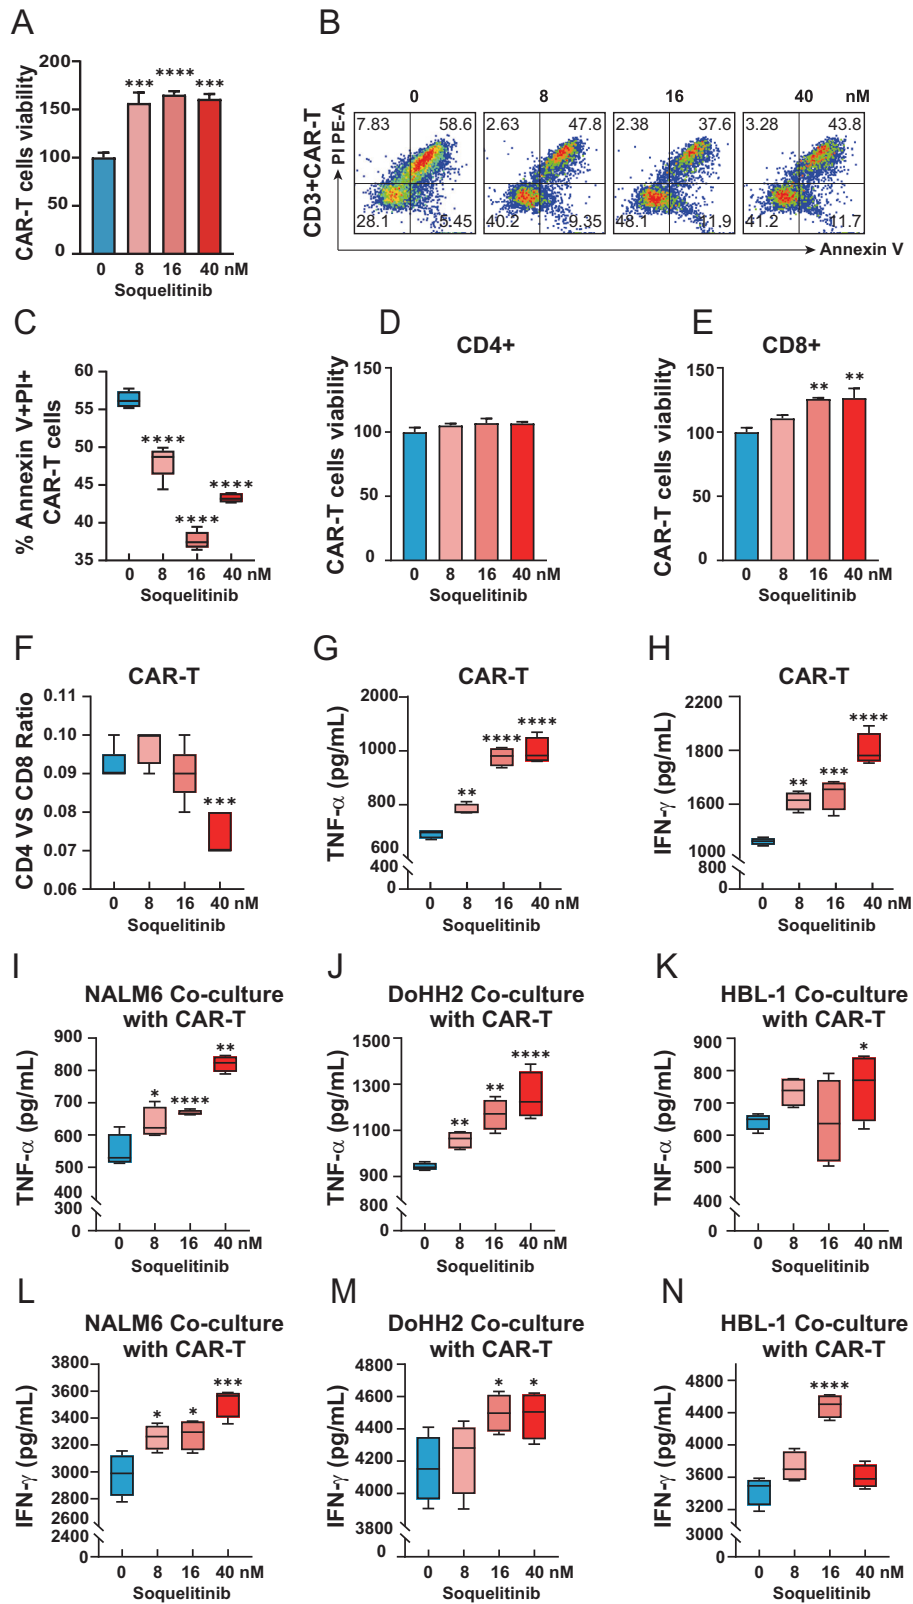 A
CAR-T cells viability
200
150
100
50
0
***
****
***
0 8 16 40 nM
Soquelitinib
B
0 8 16 40 nM
CD3+CAR-T
PI PE-A
7.83 58.6
28.1 5.45
2.63 47.8
40.2 9.35
2.38 37.6
48.1 11.9
3.28 43.8
41.2 11.7
Annexin V
C
% Annexin V+PI+
CAR-T cells
60
55
50
45
40
35
****
****
****
0 8 16 40 nM
Soquelitinib
D
CD4+
CAR-T cells viability
150
100
50
0
0 8 16 40 nM
Soquelitinib
E
CD8+
CAR-T cells viability
150
100
50
0
**
**
0 8 16 40 nM
Soquelitinib
F
CAR-T
CD4 VS CD8 Ratio
0.11
0.10
0.09
0.08
0.07
0.06
***
0 8 16 40 nM
Soquelitinib
G
CAR-T
TNF-α (pg/mL)
2000
1000
800
600
400
0
**
****
****
0 8 16 40 nM
Soquelitinib
H
CAR-T
IFN-γ (pg/mL)
2200
1800
1600
1000
800
0
**
***
****
0 8 16 40 nM
Soquelitinib
I
NALM6 Co-culture
with CAR-T
TNF-α (pg/mL)
900
800
700
600
500
400
300
0
*
****
**
0 8 16 40 nM
Soquelitinib
J
DoHH2 Co-culture
with CAR-T
TNF-α (pg/mL)
1500
1300
1100
900
800
0
**
**
****
0 8 16 40 nM
Soquelitinib
K
HBL-1 Co-culture
with CAR-T
TNF-α (pg/mL)
900
800
700
600
500
400
0
*
0 8 16 40 nM
Soquelitinib
L
NALM6 Co-culture
with CAR-T
IFN-γ (pg/mL)
3800
3600
3400
3200
3000
2800
2600
2400
0
*
*
***
0 8 16 40 nM
Soquelitinib
M
DoHH2 Co-culture
with CAR-T
IFN-γ (pg/mL)
4800
4600
4400
4200
4000
3800
0
*
*
0 8 16 40 nM
Soquelitinib
N
HBL-1 Co-culture
with CAR-T
IFN-γ (pg/mL)
4800
4400
4000
3600
3200
3000
0
****
0 8 16 40 nM
Soquelitinib